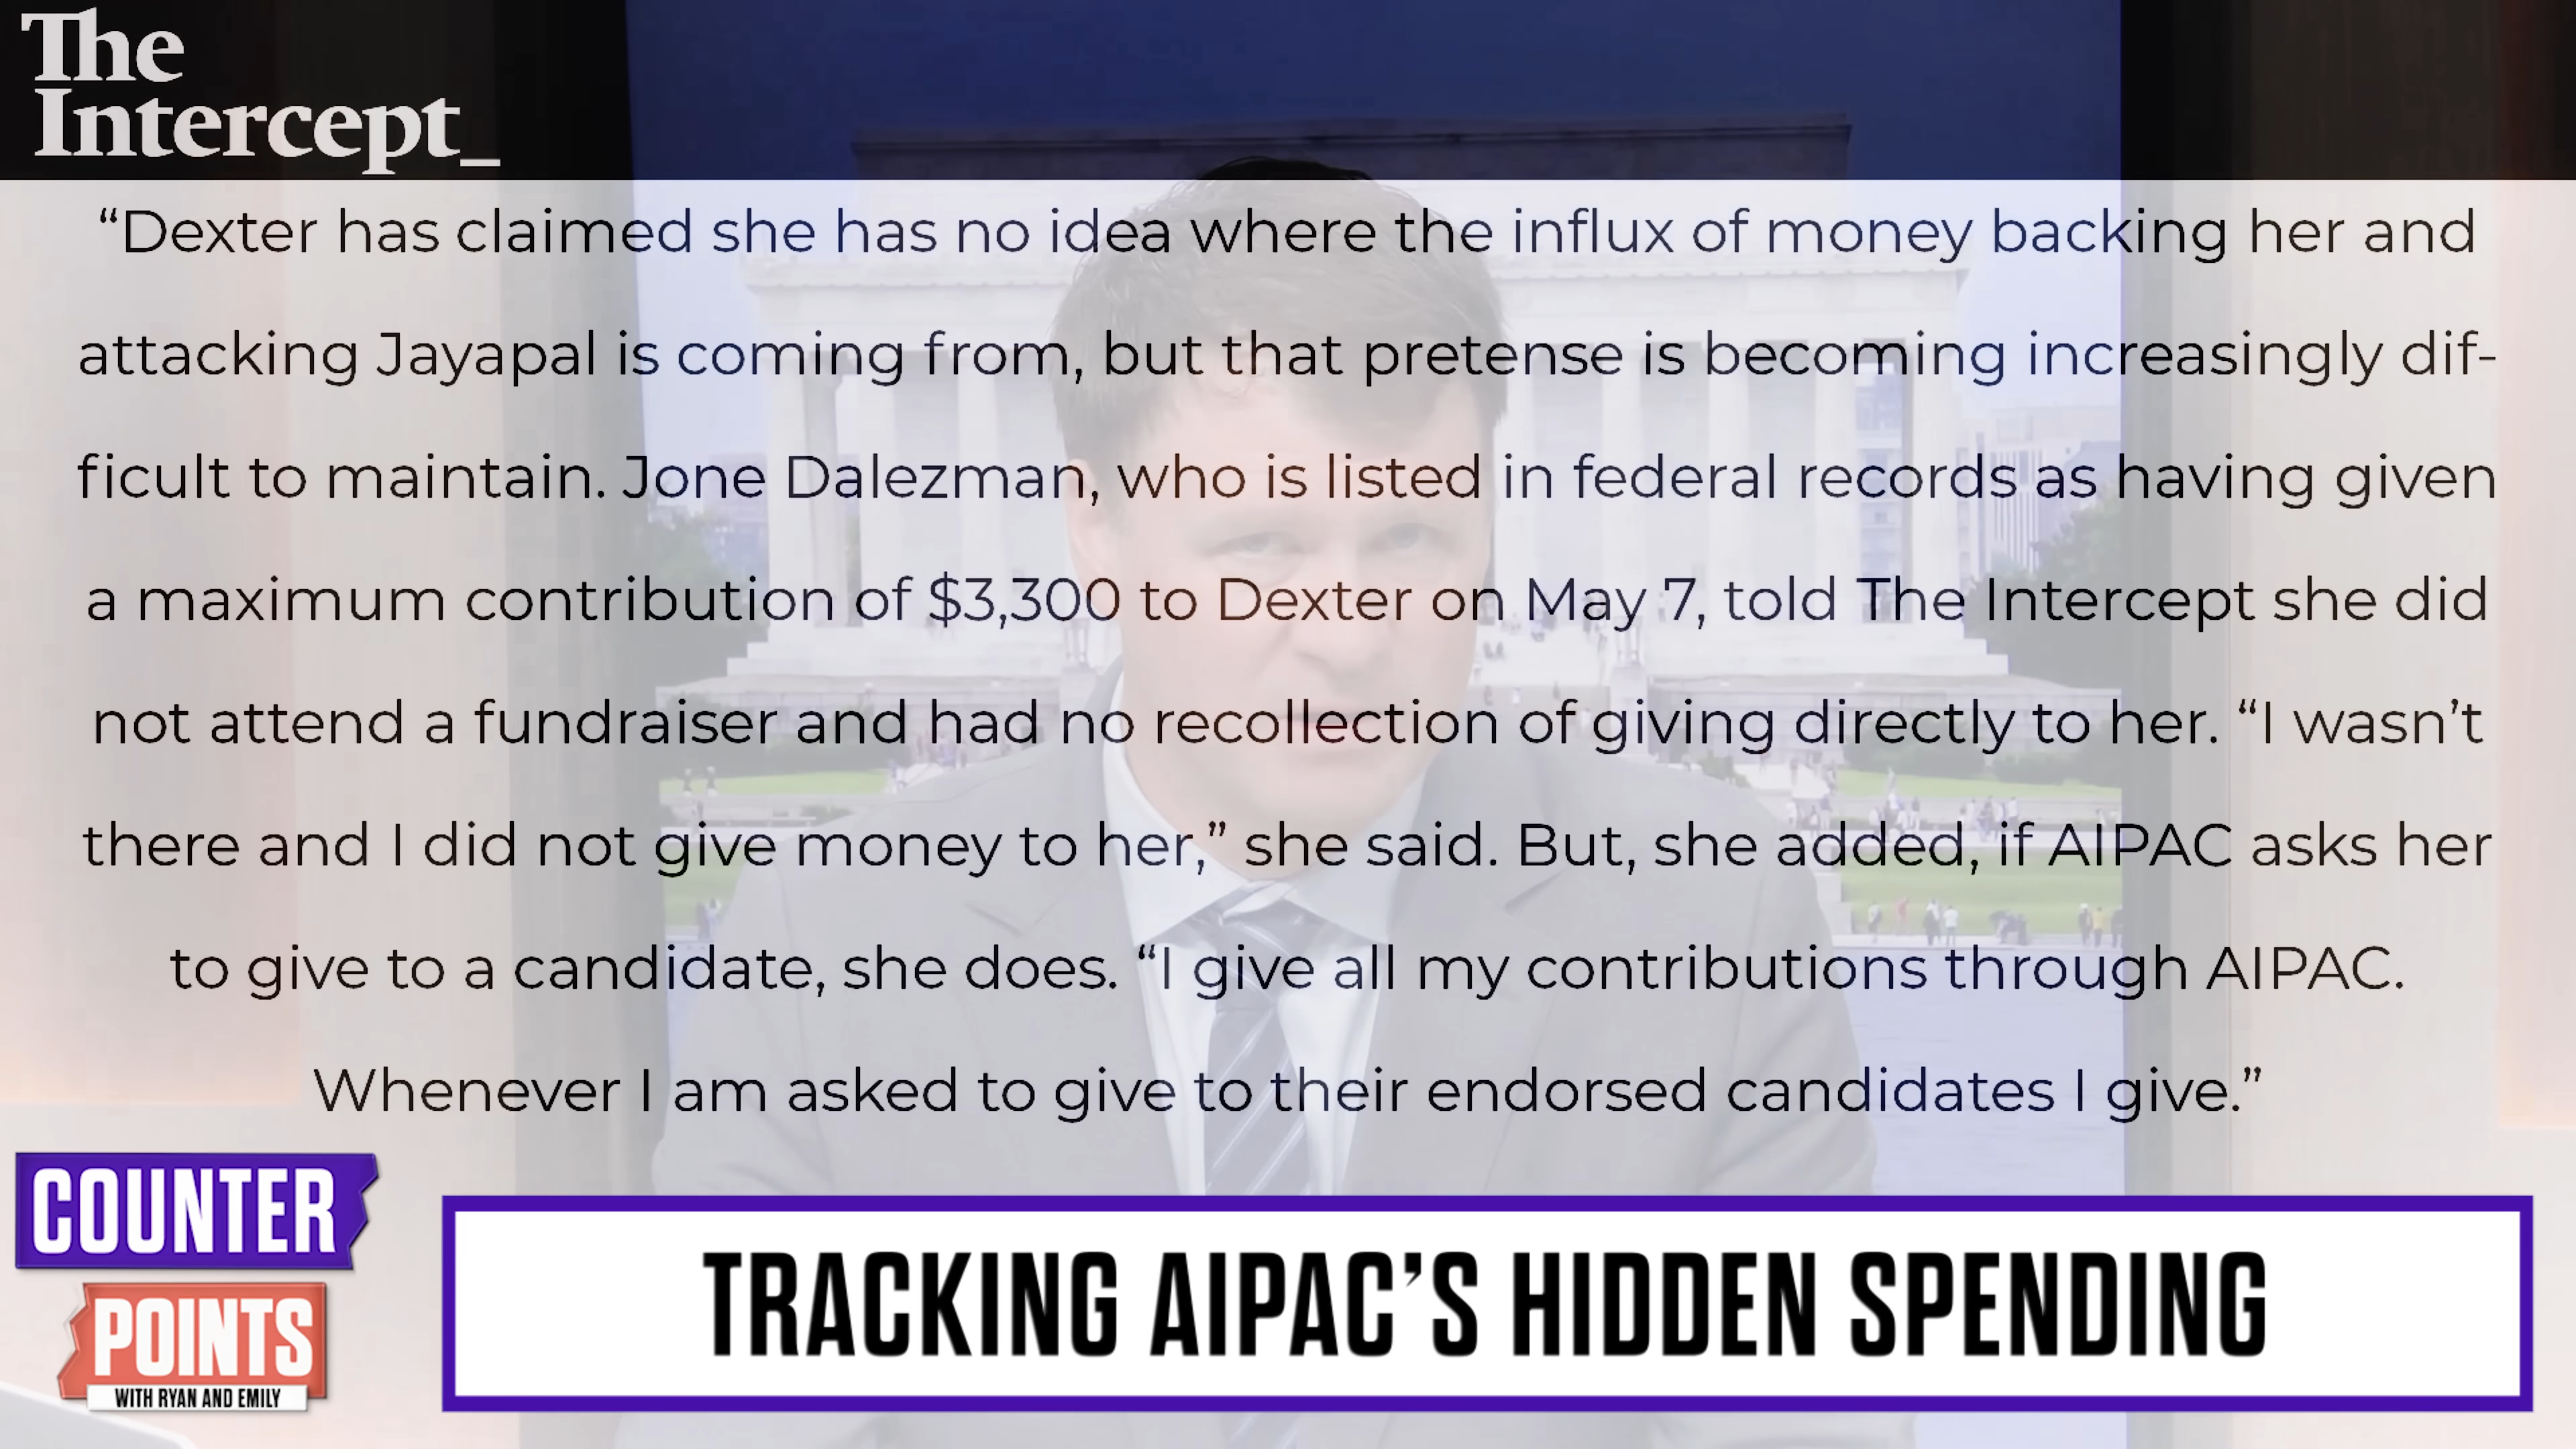 The
Intercept_
“Dexter has claimed she has no idea where the influx of money backing her and
attacking Jayapal is coming from, but that pretense is becoming increasingly dif-
ficult to maintain. Jone Dalezman, who is listed in federal records as having given
a maximum contribution of $3,300 to Dexter on May 7, told The Intercept she did
not attend a fundraiser and had no recollection of giving directly to her. “I wasn’t
there and I did not give money to her,” she said. But, she added, if AIPAC asks her
to give to a candidate, she does. “I give all my contributions through AIPAC.
Whenever I am asked to give to their endorsed candidates I give.”
COUNTER
POINTS
WITH RYAN AND EMILY
TRACKING AIPAC’S HIDDEN SPENDING